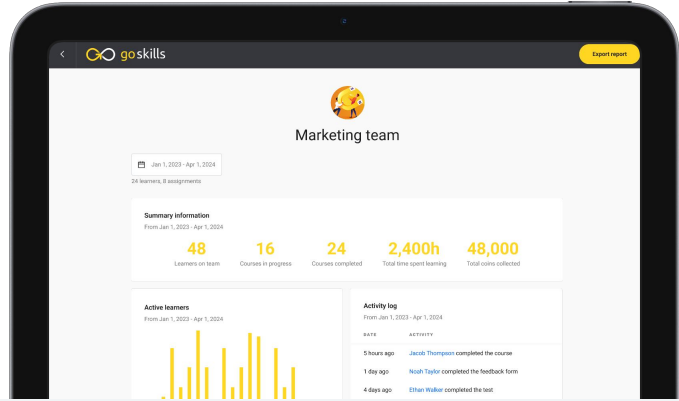 go skills
Export report
Marketing team
Jan 1, 2023 - Apr 1, 2024
24 learners, 8 assignments
Summary information
From Jan 1, 2023 - Apr 1, 2024
48 16 24 2,400h 48,000
Learners on team Courses in progress Courses completed Total time spent learning Total coins collected
Active learners
From Jan 1, 2023 - Apr 1, 2024
Activity log
From Jan 1, 2023 - Apr 1, 2024
DATE ACTIVITY
5 hours ago Jacob Thompson completed the course
1 day ago Noah Taylor completed the feedback form
4 days ago Ethan Walker completed the test